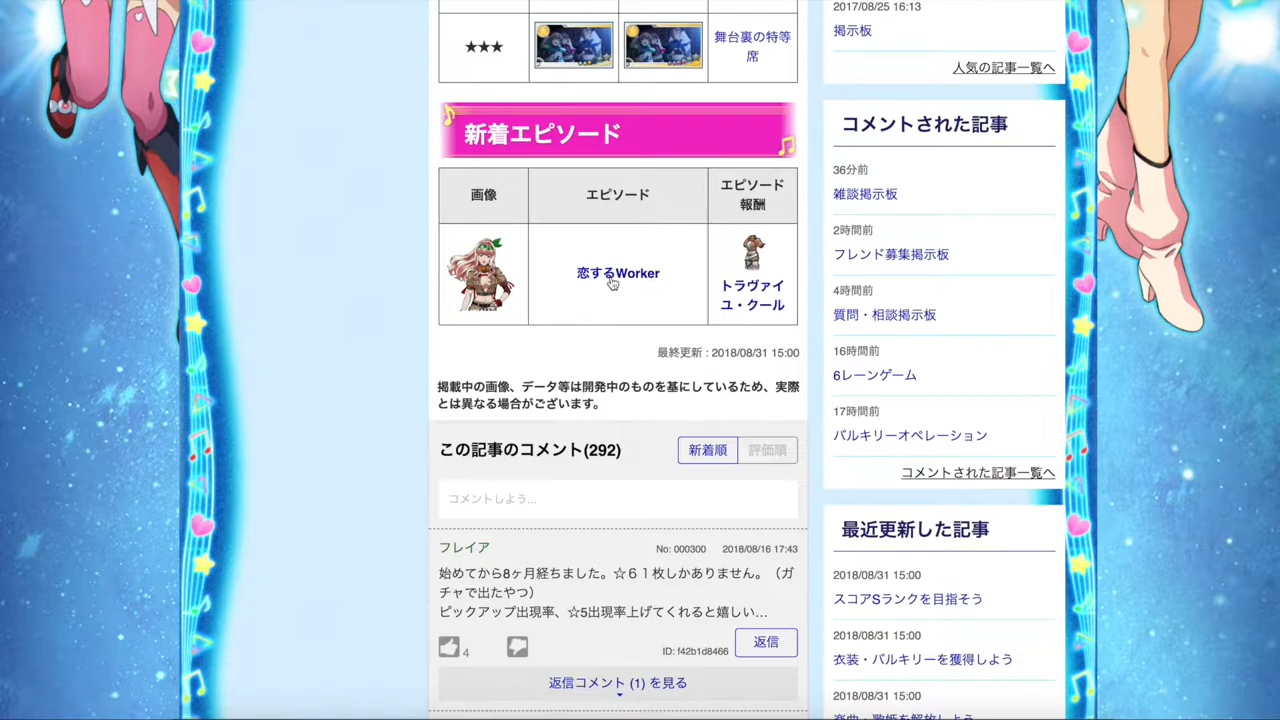 ★★★
舞台裏の特等
席
新着エピソード
画像
エピソード
エピソード
報酬
恋するWorker
トラヴァイ
ユ・クール
最終更新 : 2018/08/31 15:00
掲載中の画像、データ等は開発中のものを基にしているため、実際
とは異なる場合がございます。
この記事のコメント(292)
新着順
評価順
コメントしよう...
フレイア
No: 000300
2018/08/16 17:43
始めてから8ヶ月経ちました。☆６１枚しかありません。（ガ
チャで出たやつ）
ピックアップ出現率、☆5出現率上げてくれると嬉しい…
4
ID: f42b1d8466
返信
返信コメント (1) を見る
2017/08/25 16:13
掲示板
人気の記事一覧へ
コメントされた記事
36分前
雑談掲示板
2時間前
フレンド募集掲示板
4時間前
質問・相談掲示板
16時間前
6レーンゲーム
17時間前
バルキリーオペレーション
コメントされた記事一覧へ
最近更新した記事
2018/08/31 15:00
スコアSランクを目指そう
2018/08/31 15:00
衣装・バルキリーを獲得しよう
2018/08/31 15:00
楽曲・歌姫を解放しよう